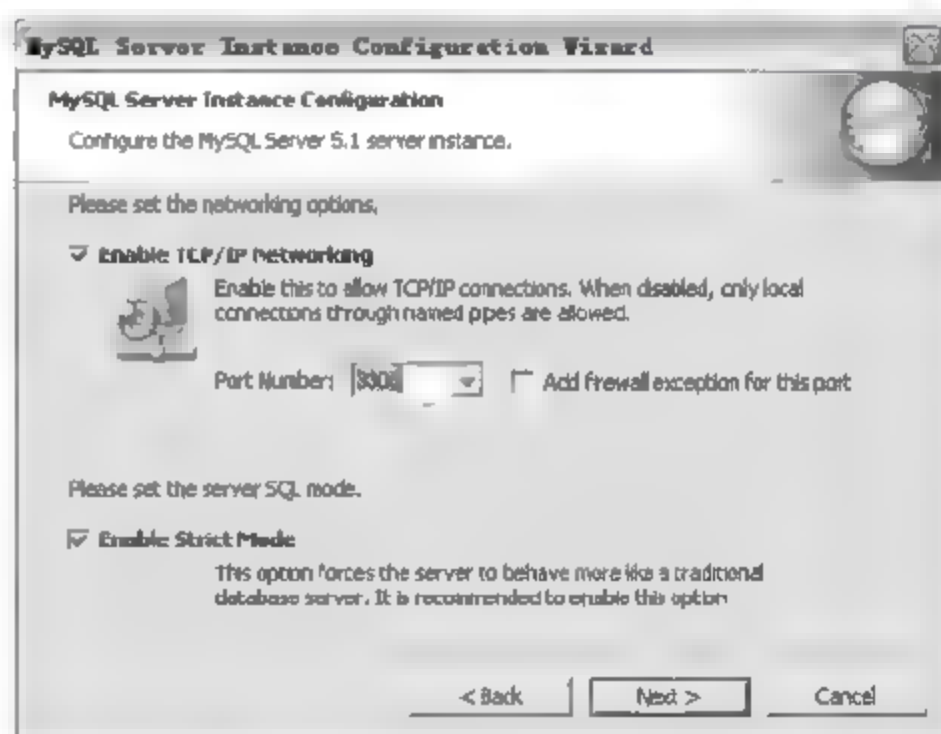 MySQL Server Instance Configuration Wizard
MySQL Server Instance Configuration
Configure the MySQL Server 5.1 server instance.
Please set the networking options.
Enable TCP/IP Networking
Enable this to allow TCP/IP connections. When disabled, only local
connections through named pipes are allowed.
Port Number: 3306 Add firewall exception for this port
Please set the server SQL mode.
Enable Strict Mode
This option forces the server to behave more like a traditional
database server. It is recommended to enable this option
< Back Next > Cancel